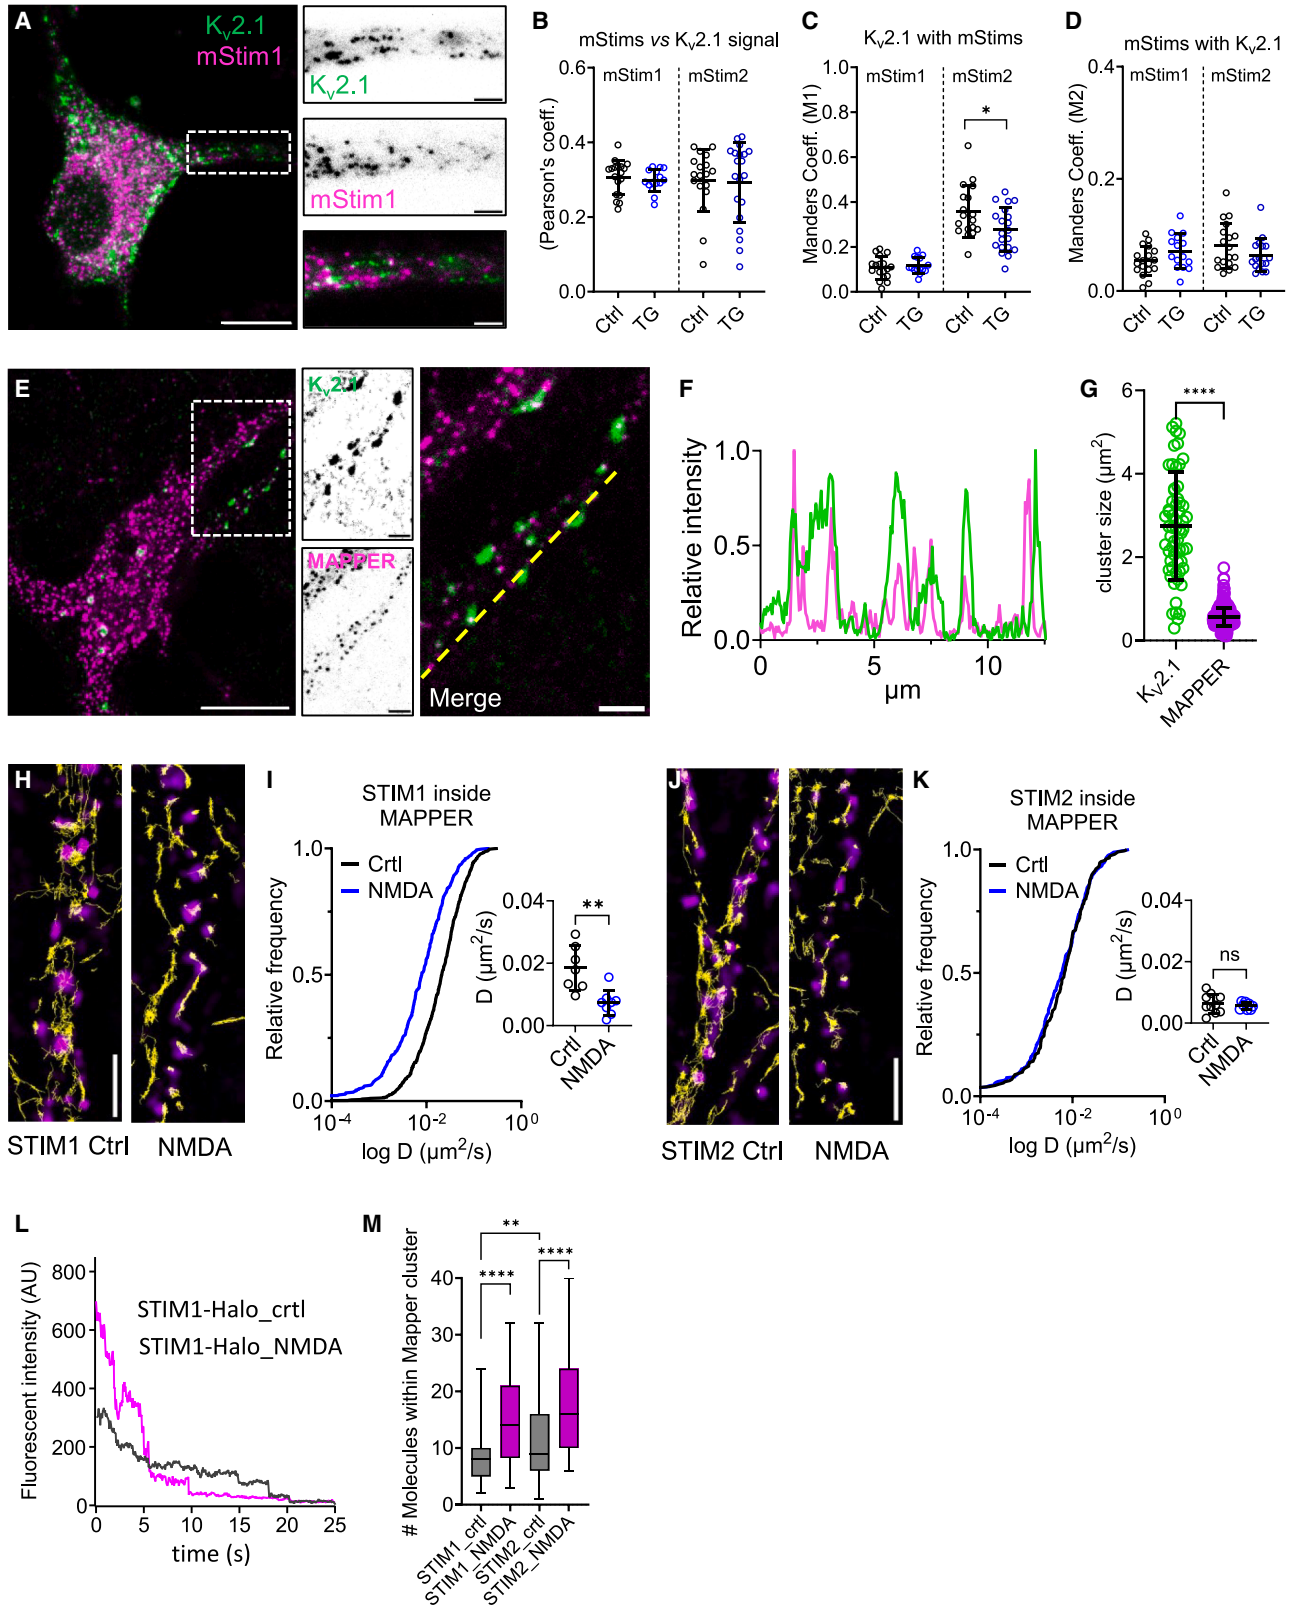 A
Kv2.1
mStim1
Kv2.1
mStim1
B
mStims vs Kv2.1 signal
(Pearson's coeff.)
0.6
0.4
0.2
0.0
mStim1
mStim2
Ctrl
TG
Ctrl
TG
C
Kv2.1 with mStims
Manders Coeff. (M1)
1.0
0.8
0.6
0.4
0.2
0.0
mStim1
mStim2
*
Ctrl
TG
Ctrl
TG
D
mStims with Kv2.1
Manders Coeff. (M2)
0.4
0.2
0.0
mStim1
mStim2
Ctrl
TG
Ctrl
TG
E
Kv2.1
MAPPER
Merge
F
Relative intensity
1.0
0.5
0.0
0
5
10
µm
G
cluster size (µm²)
6
4
2
0
****
Kv2.1
MAPPER
H
STIM1 Ctrl
NMDA
I
STIM1 inside
MAPPER
Relative frequency
1.0
0.5
0.0
Crtl
NMDA
10⁻⁴
10⁻²
10⁰
log D (µm²/s)
D (µm²/s)
0.04
0.02
0.00
**
Crtl
NMDA
J
STIM2 Ctrl
NMDA
K
STIM2 inside
MAPPER
Relative frequency
1.0
0.5
0.0
Crtl
NMDA
10⁻⁴
10⁻²
10⁰
log D (µm²/s)
D (µm²/s)
0.04
0.02
0.00
ns
Crtl
NMDA
L
Fluorescent intensity (AU)
800
600
400
200
0
STIM1-Halo_crtl
STIM1-Halo_NMDA
0
5
10
15
20
25
time (s)
M
# Molecules within Mapper cluster
40
30
20
10
0
**
****
****
STIM1_crtl
STIM1_NMDA
STIM2_crtl
STIM2_NMDA